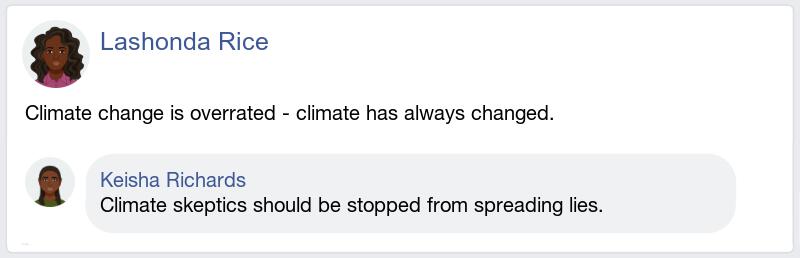 Lashonda Rice
Climate change is overrated - climate has always changed.
Keisha Richards
Climate skeptics should be stopped from spreading lies.